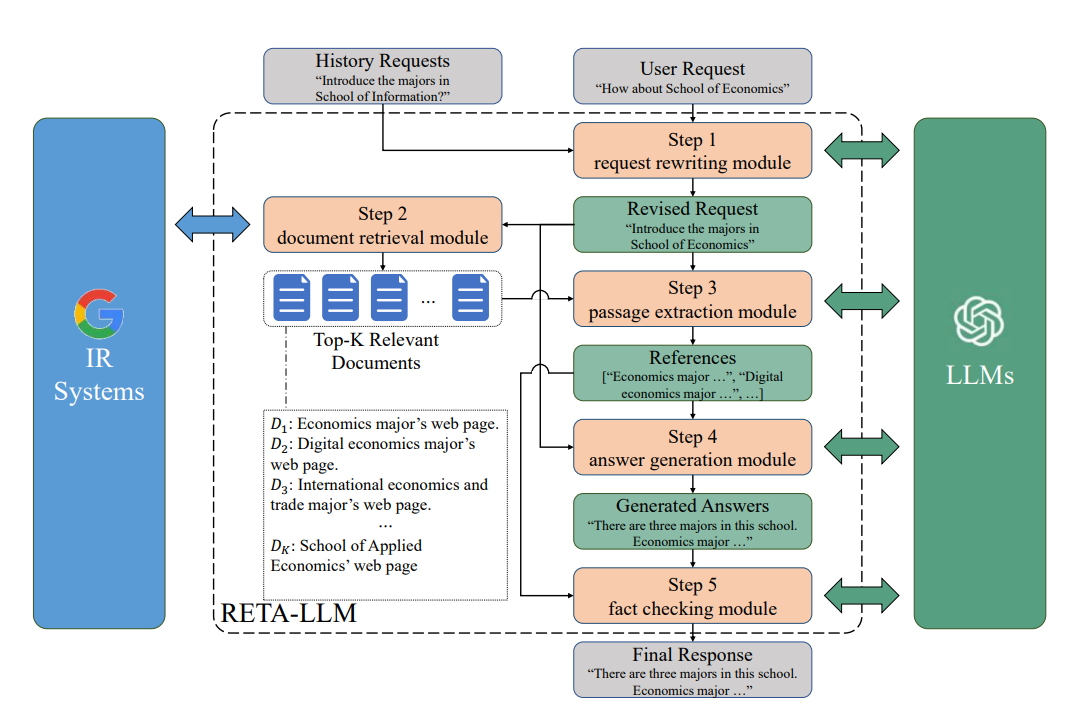 History Requests
“Introduce the majors in
School of Information?”
User Request
“How about School of Economics”
Step 1
request rewriting module
Step 2
document retrieval module
Revised Request
“Introduce the majors in
School of Economics”
...
Top-K Relevant
Documents
Step 3
passage extraction module
References
[“Economics major …”, “Digital
economics major …”, …]
D1: Economics major’s web page.
D2: Digital economics major’s
web page.
D3: International economics and
trade major’s web page.
...
DK: School of Applied
Economics’ web page
Step 4
answer generation module
Generated Answers
“There are three majors in this school.
Economics major …”
Step 5
fact checking module
RETA-LLM
Final Response
“There are three majors in this school.
Economics major …”
G
IR
Systems
LLMs